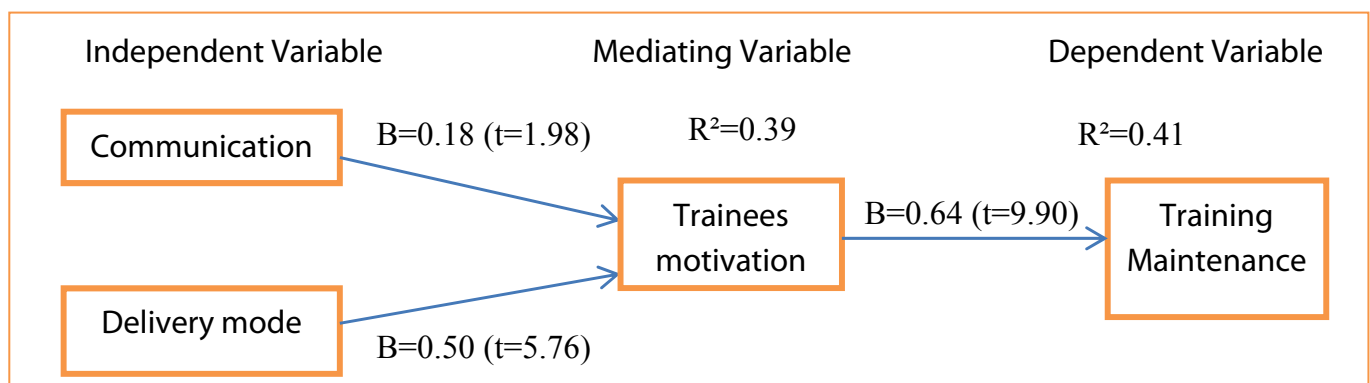 Independent Variable
Mediating Variable
Dependent Variable
Communication
B=0.18 (t=1.98)
R²=0.39
R²=0.41
Trainees
motivation
B=0.64 (t=9.90)
Training
Maintenance
Delivery mode
B=0.50 (t=5.76)